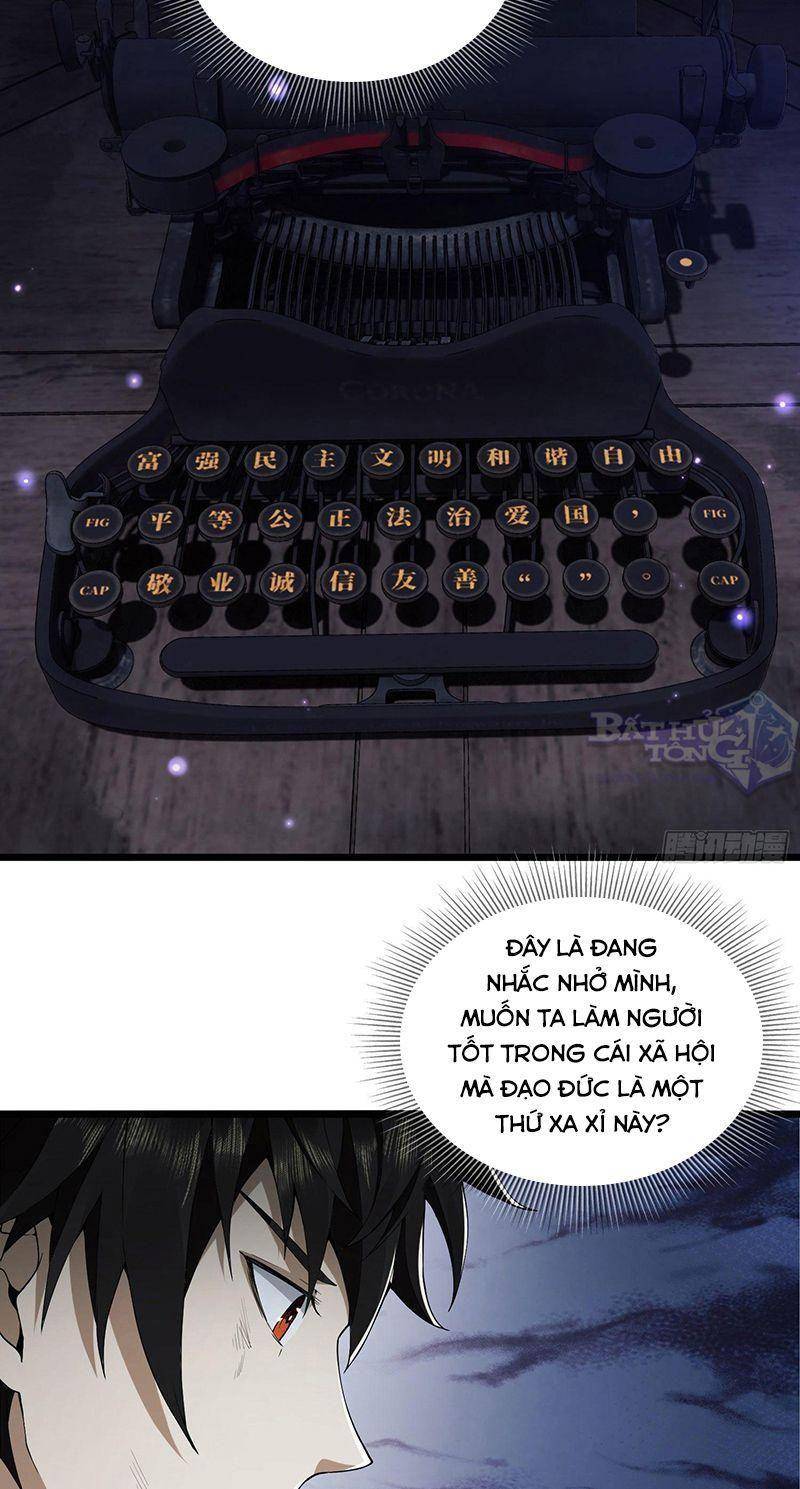 CORONA
富 强 民 主 文 明 和 谐 自 由
FIG 平 等 公 正 法 治 爱 国 ， FIG
CAP 敬 业 诚 信 友 善 “ ” 。 CAP
BẤT HỦ
TÔNG
腾讯动漫
ĐÂY LÀ ĐANG
NHẮC NHỞ MÌNH,
MUỐN TA LÀM NGƯỜI
TỐT TRONG CÁI XÃ HỘI
MÀ ĐẠO ĐỨC LÀ MỘT
THỨ XA XỈ NÀY?